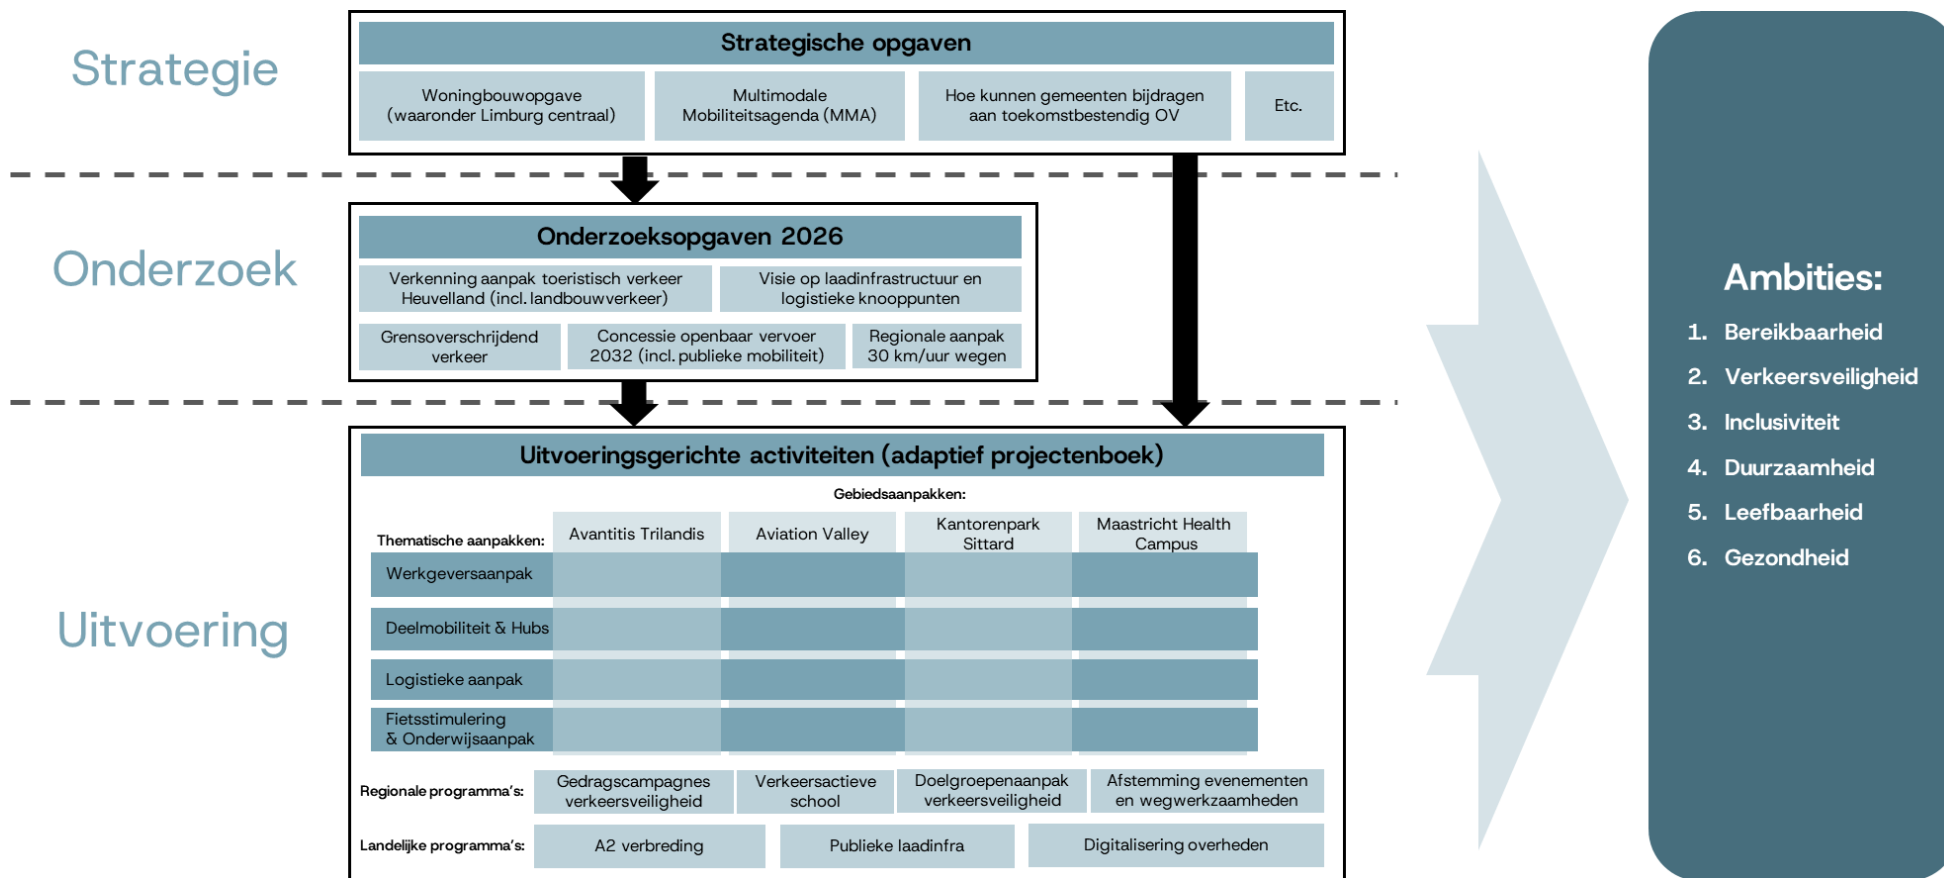 Strategie
Strategische opgaven
Woningbouwopgave
(waaronder Limburg centraal)
Multimodale
Mobiliteitsagenda (MMA)
Hoe kunnen gemeenten bijdragen
aan toekomstbestendig OV
Etc.
Onderzoek
Onderzoeksopgaven 2026
Verkenning aanpak toeristisch verkeer
Heuvelland (incl. landbouwverkeer)
Visie op laadinfrastructuur en
logistieke knooppunten
Grensoverschrijdend
verkeer
Concessie openbaar vervoer
2032 (incl. publieke mobiliteit)
Regionale aanpak
30 km/uur wegen
Uitvoering
Uitvoeringsgerichte activiteiten (adaptief projectenboek)
Gebiedsaanpakken:
Thematische aanpakken:
Avantitis Trilandis
Aviation Valley
Kantorenpark
Sittard
Maastricht Health
Campus
Werkgeversaanpak
Deelmobiliteit & Hubs
Logistieke aanpak
Fietsstimulering
& Onderwijsaanpak
Regionale programma's:
Gedragscampagnes
verkeersveiligheid
Verkeersactieve
school
Doelgroepenaanpak
verkeersveiligheid
Afstemming evenementen
en wegwerkzaamheden
Landelijke programma's:
A2 verbreding
Publieke laadinfra
Digitalisering overheden
Ambities:
1. Bereikbaarheid
2. Verkeersveiligheid
3. Inclusiviteit
4. Duurzaamheid
5. Leefbaarheid
6. Gezondheid